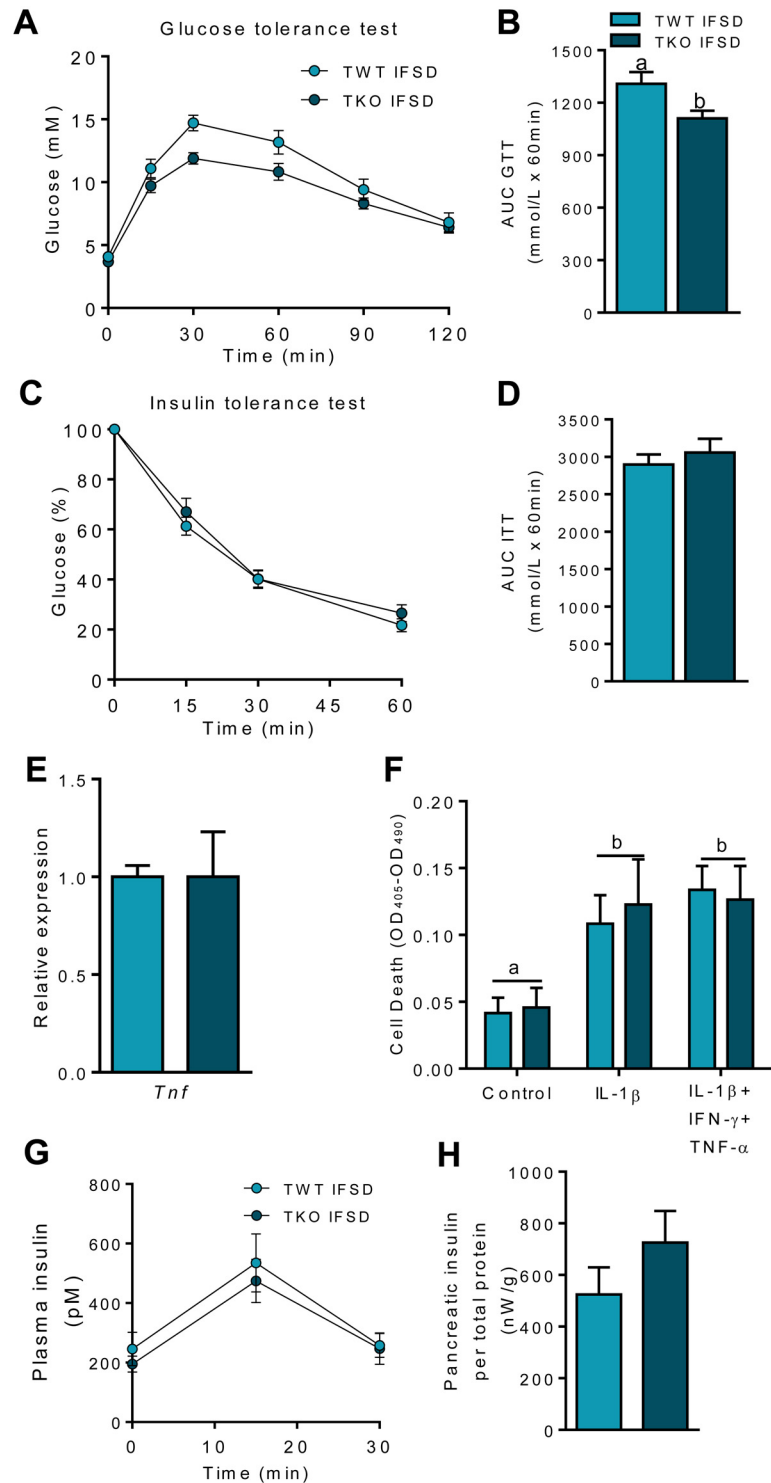 A
Glucose tolerance test
TWT IFSD
TKO IFSD
Glucose (mM)
20
15
10
5
0
0 30 60 90 120
Time (min)
B
TWT IFSD
TKO IFSD
AUC GTT
(mmol/L x 60min)
1500
1200
900
600
300
0
a
b
C
Insulin tolerance test
Glucose (%)
100
80
60
40
20
0
0 15 30 45 60
Time (min)
D
AUC ITT
(mmol/L x 60min)
3500
3000
2500
2000
1500
1000
500
0
E
Relative expression
1.5
1.0
0.5
0.0
Tnf
F
Cell Death (OD405-OD490)
0.20
0.15
0.10
0.05
0.00
a
b
b
Control
IL-1β
IL-1β+
IFN-γ+
TNF-α
G
TWT IFSD
TKO IFSD
Plasma insulin
(pM)
800
600
400
200
0
0 10 20 30
Time (min)
H
Pancreatic insulin
per total protein
(nW/g)
1000
800
600
400
200
0